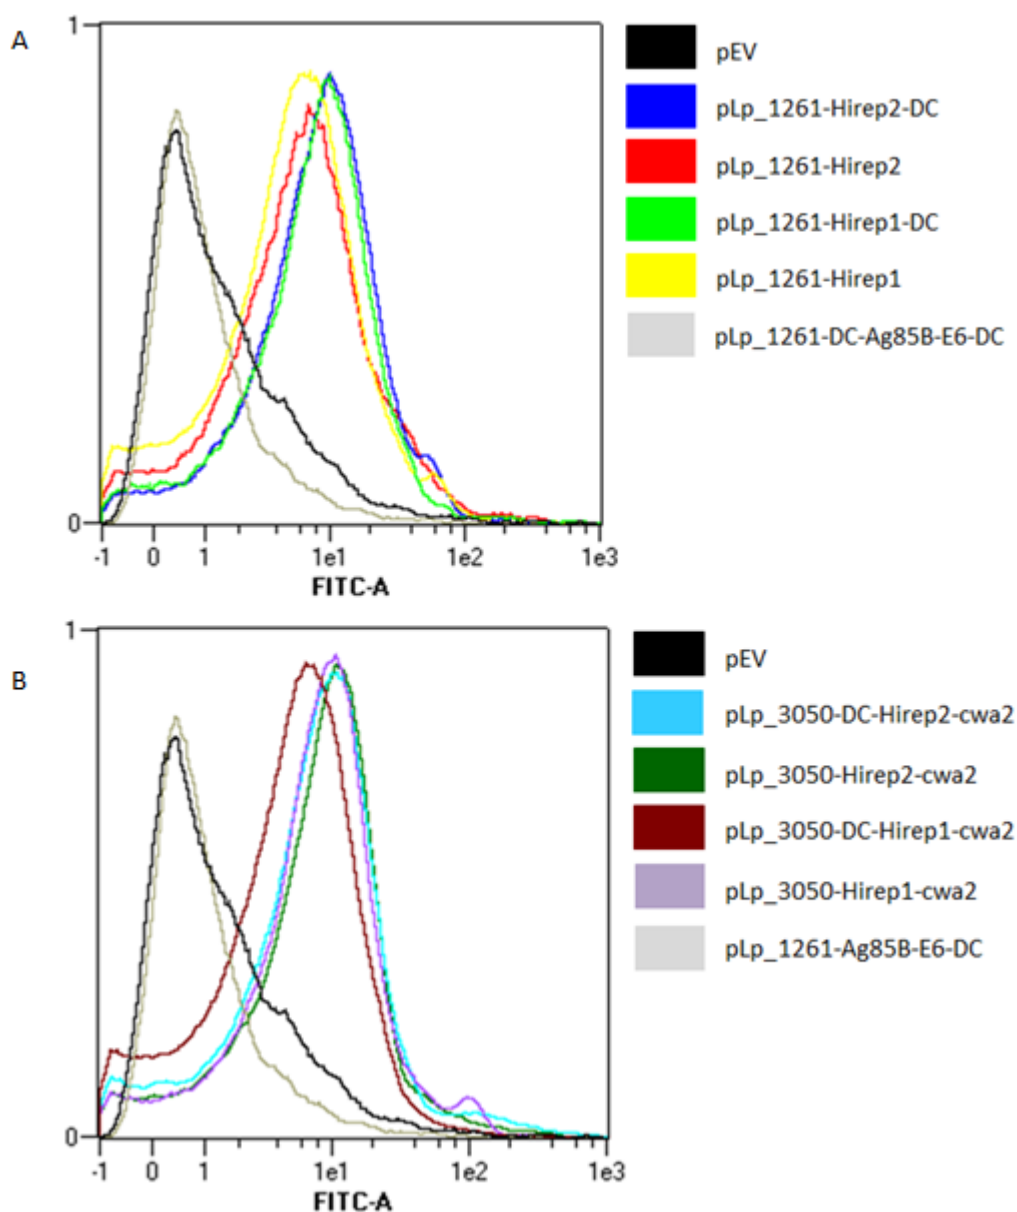 A
1
0
-1 0 1 1e1 1e2 1e3
FITC-A
pEV
pLp_1261-Hirep2-DC
pLp_1261-Hirep2
pLp_1261-Hirep1-DC
pLp_1261-Hirep1
pLp_1261-DC-Ag85B-E6-DC
B
1
0
-1 0 1 1e1 1e2 1e3
FITC-A
pEV
pLp_3050-DC-Hirep2-cwa2
pLp_3050-Hirep2-cwa2
pLp_3050-DC-Hirep1-cwa2
pLp_3050-Hirep1-cwa2
pLp_1261-Ag85B-E6-DC